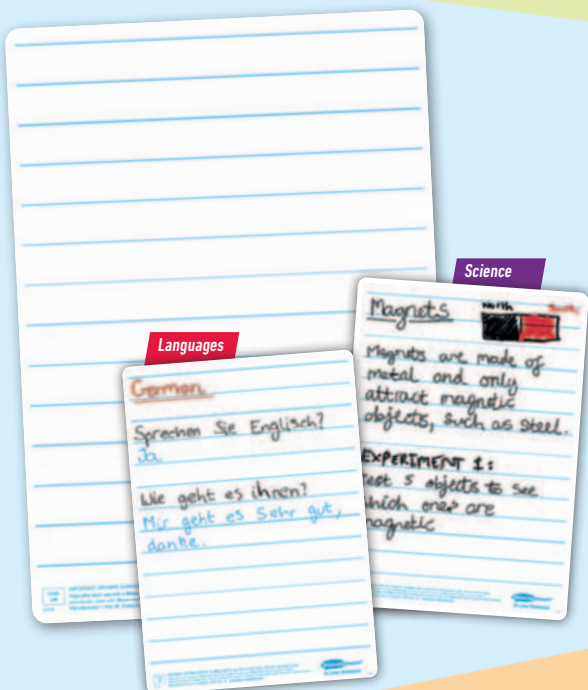 Science
Magnets
North South
Magnets are made of
metal and only
attract magnetic
objects, such as steel.
EXPERIMENT 1:
Test 5 objects to see
which ones are
magnetic
Languages
German
Sprechen Sie Englisch?
Ja.
Wie geht es ihnen?
Mir geht es Sehr gut,
danke.